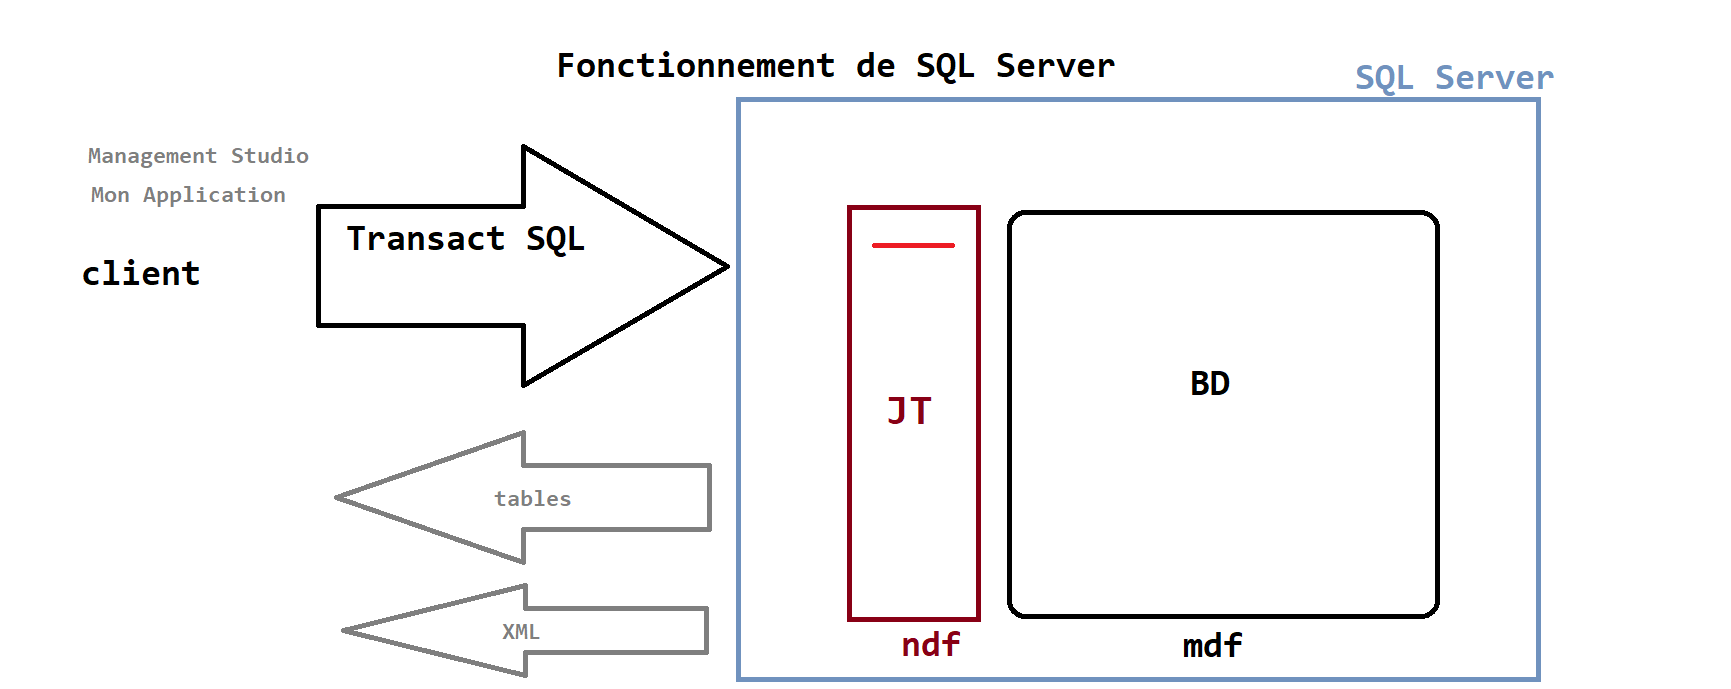 Fonctionnement de SQL Server
SQL Server
Management Studio
Mon Application
client
Transact SQL
JT
BD
tables
XML
ndf
mdf